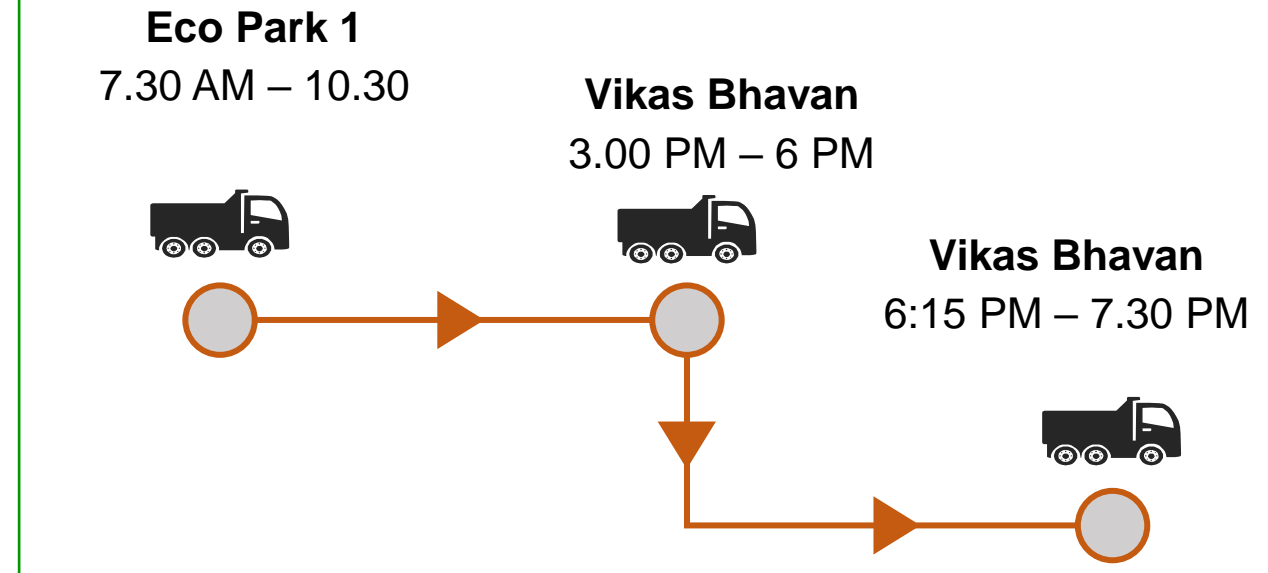 Eco Park 1
7.30 AM – 10.30
Vikas Bhavan
3.00 PM – 6 PM
Vikas Bhavan
6:15 PM – 7.30 PM